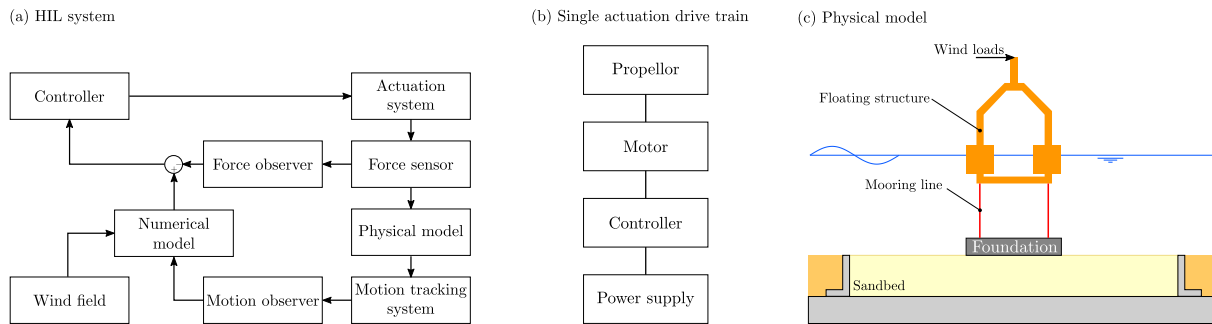 (a) HIL system
Controller
Actuation
system
Force observer
Force sensor
-
+
Numerical
model
Physical model
Wind field
Motion observer
Motion tracking
system
(b) Single actuation drive train
Propellor
Motor
Controller
Power supply
(c) Physical model
Wind loads
Floating structure
Mooring line
Foundation
Sandbed